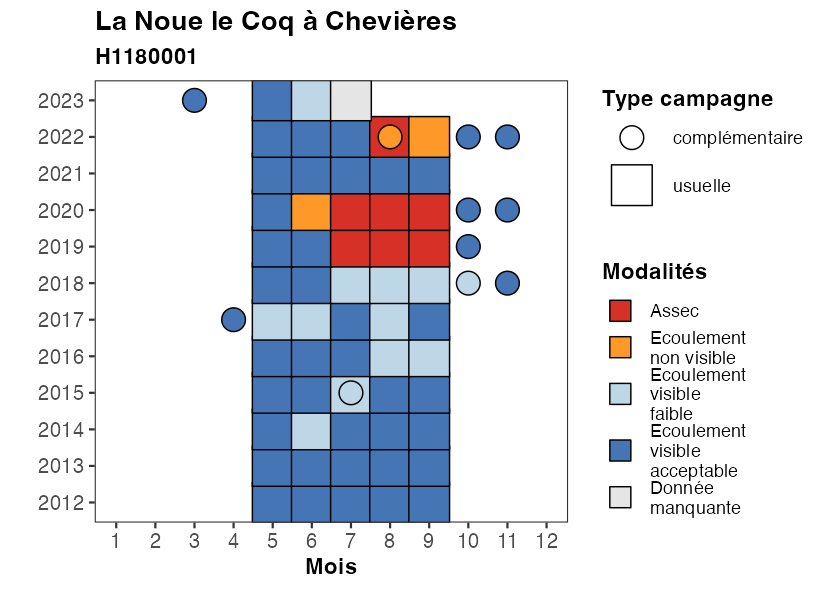 La Noue le Coq à Chevières
H1180001
2023
2022
2021
2020
2019
2018
2017
2016
2015
2014
2013
2012
1 2 3 4 5 6 7 8 9 10 11 12
Mois
Type campagne
complémentaire
usuelle
Modalités
Assec
Ecoulement
non visible
Ecoulement
visible
faible
Ecoulement
visible
acceptable
Donnée
manquante